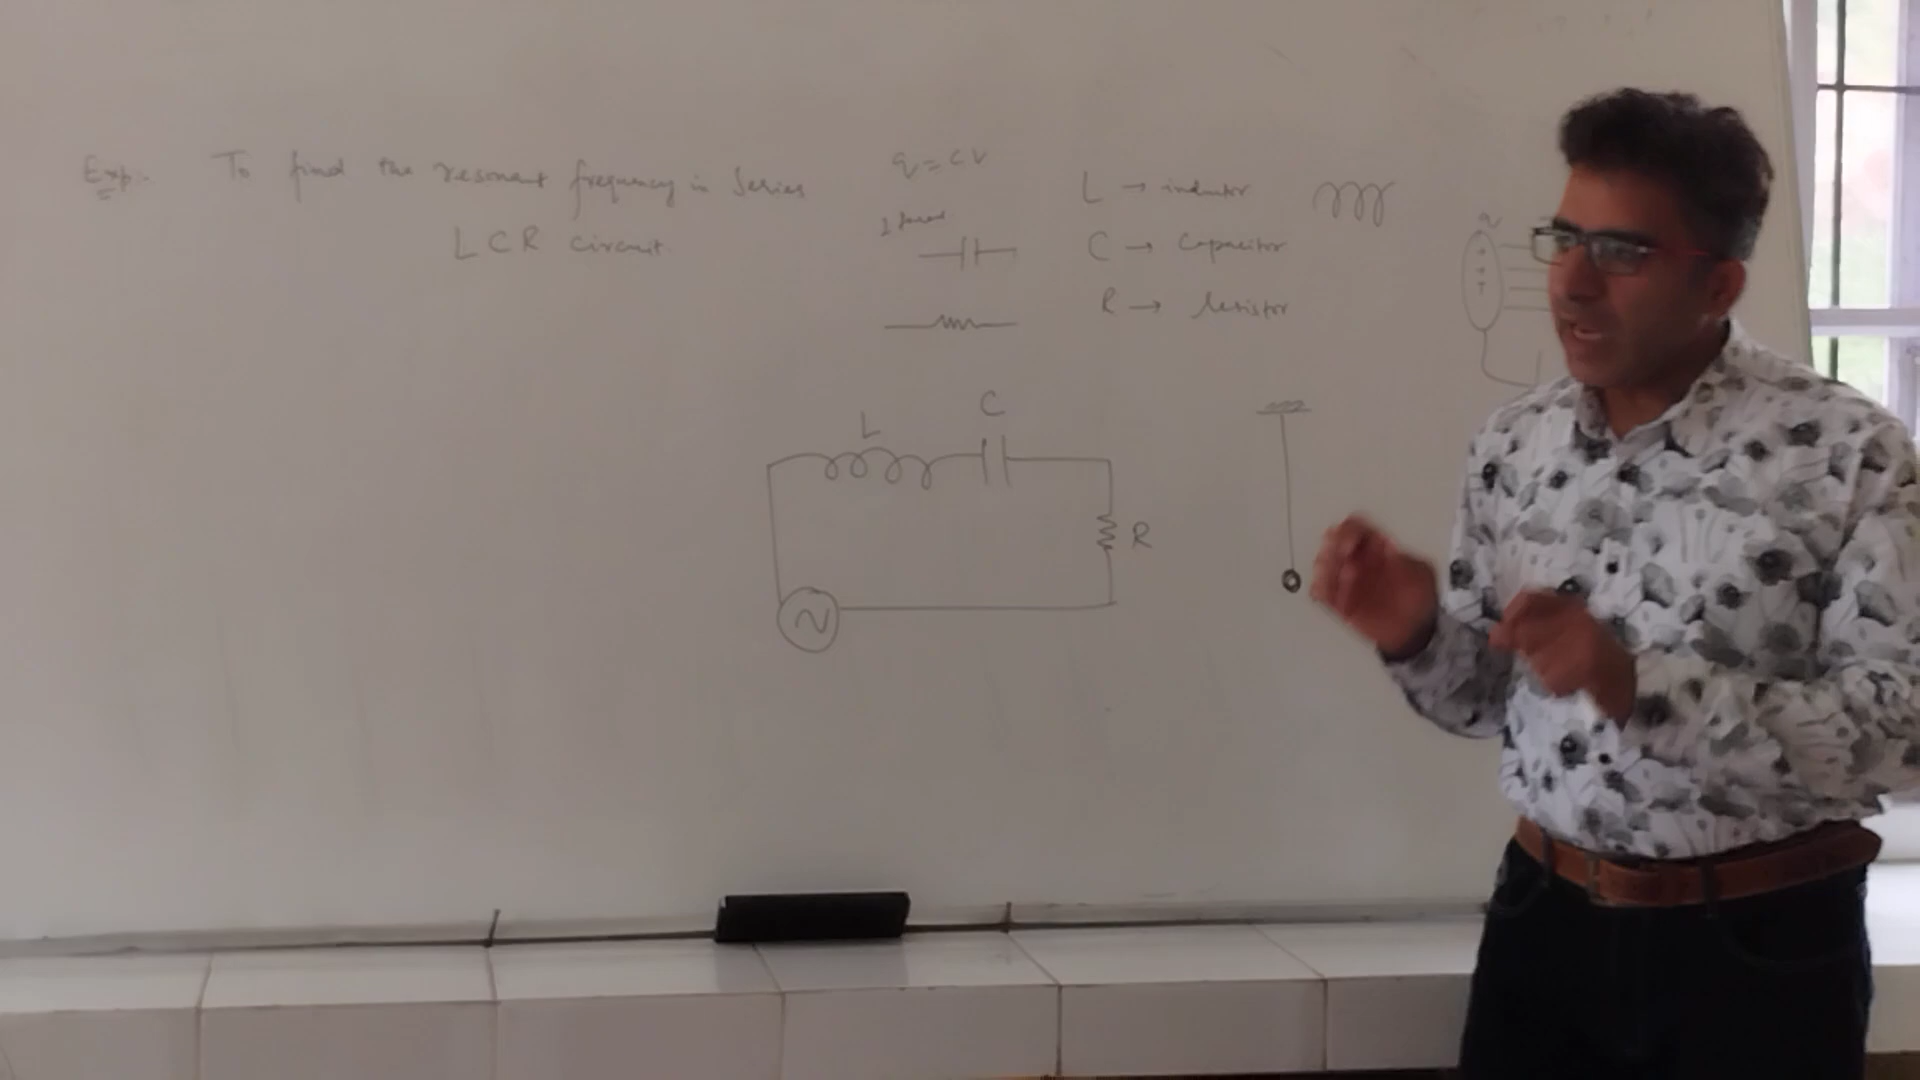 Exp:- To find the resonant frequency in Series
LCR circuit.
q = CV
L → inductor
C → Capacitor
R → Resistor
q
+
+
+
L
C
R